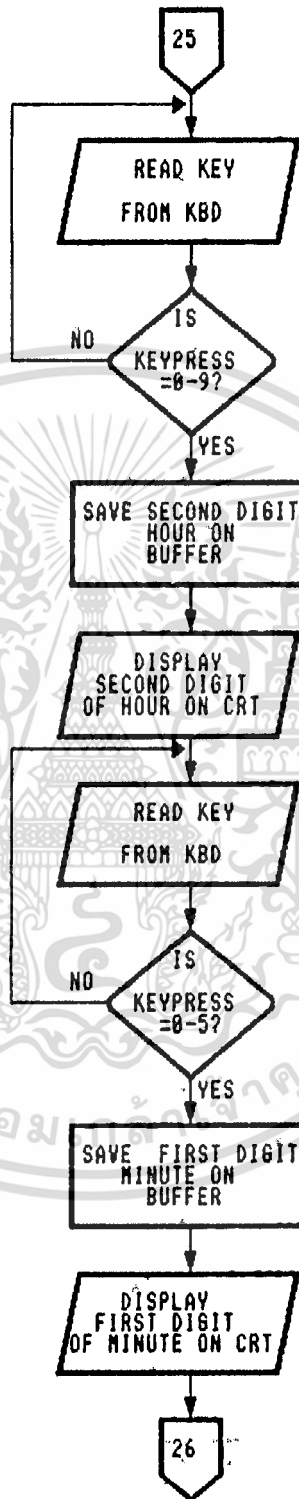 25
READ KEY
FROM KBD
IS
KEYPRESS
=0-9?
NO
YES
SAVE SECOND DIGIT
HOUR ON
BUFFER
DISPLAY
SECOND DIGIT
OF HOUR ON CRT
READ KEY
FROM KBD
IS
KEYPRESS
=0-5?
NO
YES
SAVE FIRST DIGIT
MINUTE ON
BUFFER
DISPLAY
FIRST DIGIT
OF MINUTE ON CRT
26